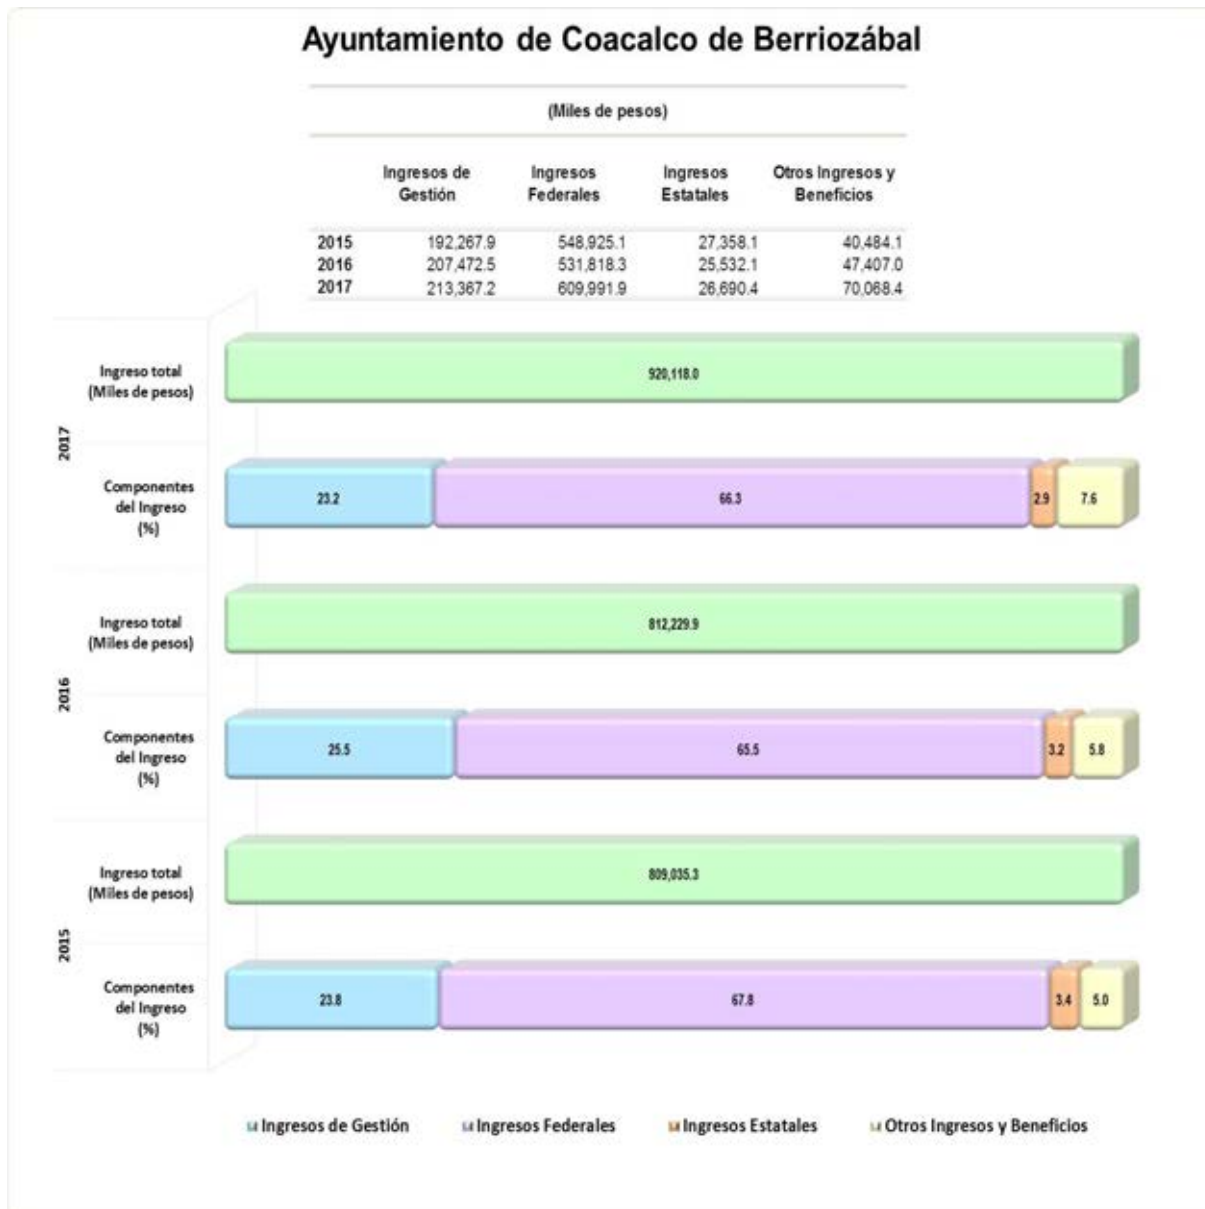 Ayuntamiento de Coacalco de Berriozábal
(Miles de pesos)
Ingresos de Gestión Ingresos Federales Ingresos Estatales Otros Ingresos y Beneficios
2015 192,267.9 548,925.1 27,358.1 40,484.1
2016 207,472.5 531,818.3 25,532.1 47,407.0
2017 213,367.2 609,991.9 26,690.4 70,068.4
2017
Ingreso total
(Miles de pesos)
920,118.0
Componentes
del Ingreso
(%)
23.2 66.3 2.9 7.6
2016
Ingreso total
(Miles de pesos)
812,229.9
Componentes
del Ingreso
(%)
25.5 65.5 3.2 5.8
2015
Ingreso total
(Miles de pesos)
809,035.3
Componentes
del Ingreso
(%)
23.8 67.8 3.4 5.0
Ingresos de Gestión Ingresos Federales Ingresos Estatales Otros Ingresos y Beneficios